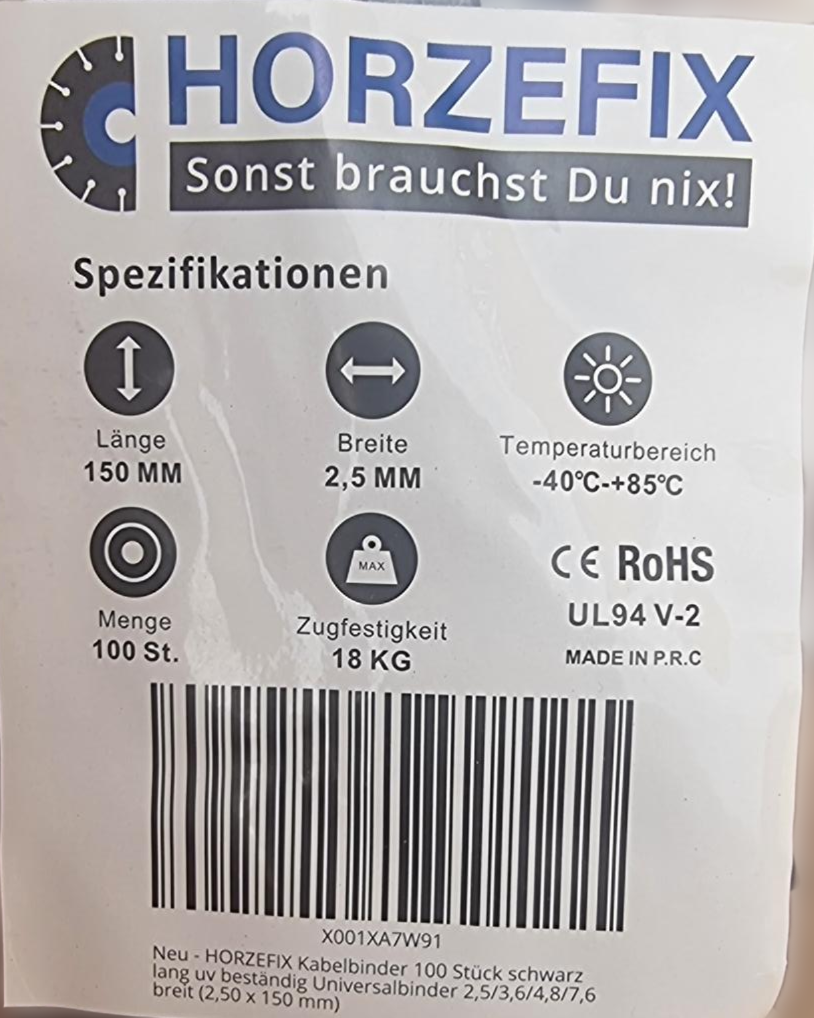 HORZEFIX
Sonst brauchst Du nix!
Spezifikationen
Länge
150 MM
Breite
2,5 MM
Temperaturbereich
-40℃-+85℃
Menge
100 St.
MAX
Zugfestigkeit
18 KG
CE RoHS
UL94 V-2
MADE IN P.R.C
X001XA7W91
Neu - HORZEFIX Kabelbinder 100 Stück schwarz
lang uv beständig Universalbinder 2,5/3,6/4,8/7,6
breit (2,50 x 150 mm)